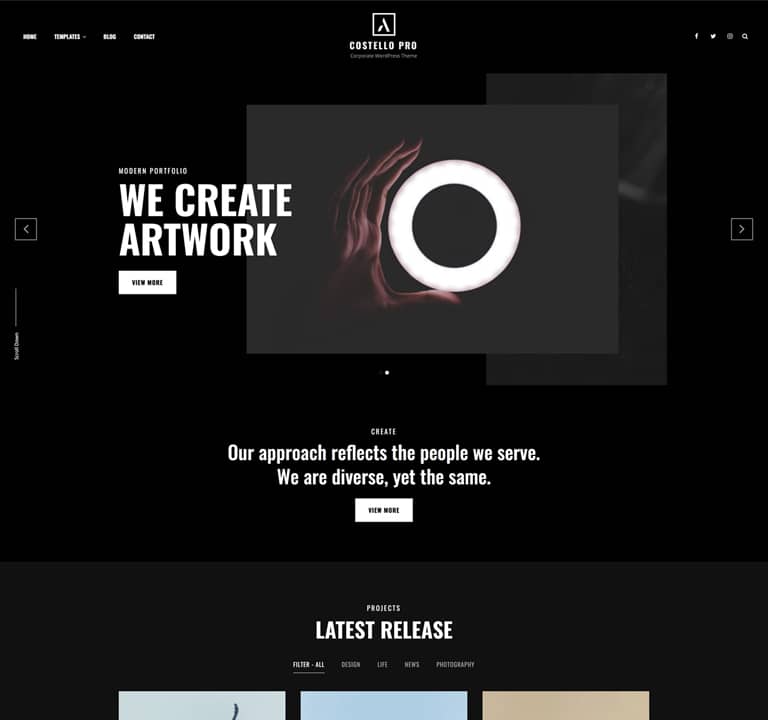 HOME TEMPLATES BLOG CONTACT
COSTELLO PRO
Corporate WordPress Theme
MODERN PORTFOLIO
WE CREATE
ARTWORK
VIEW MORE
Scroll Down
CREATE
Our approach reflects the people we serve.
We are diverse, yet the same.
VIEW MORE
PROJECTS
LATEST RELEASE
FILTER - ALL DESIGN LIFE NEWS PHOTOGRAPHY